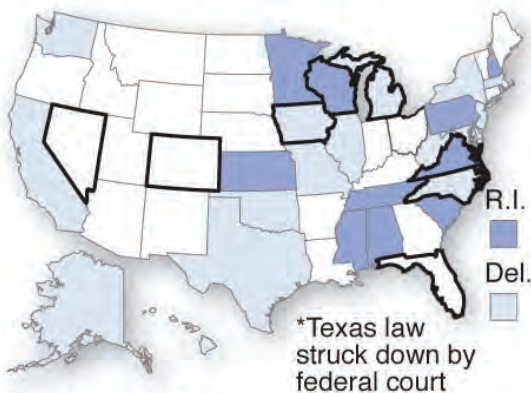 R.I.
Del.
*Texas law
struck down by
federal court